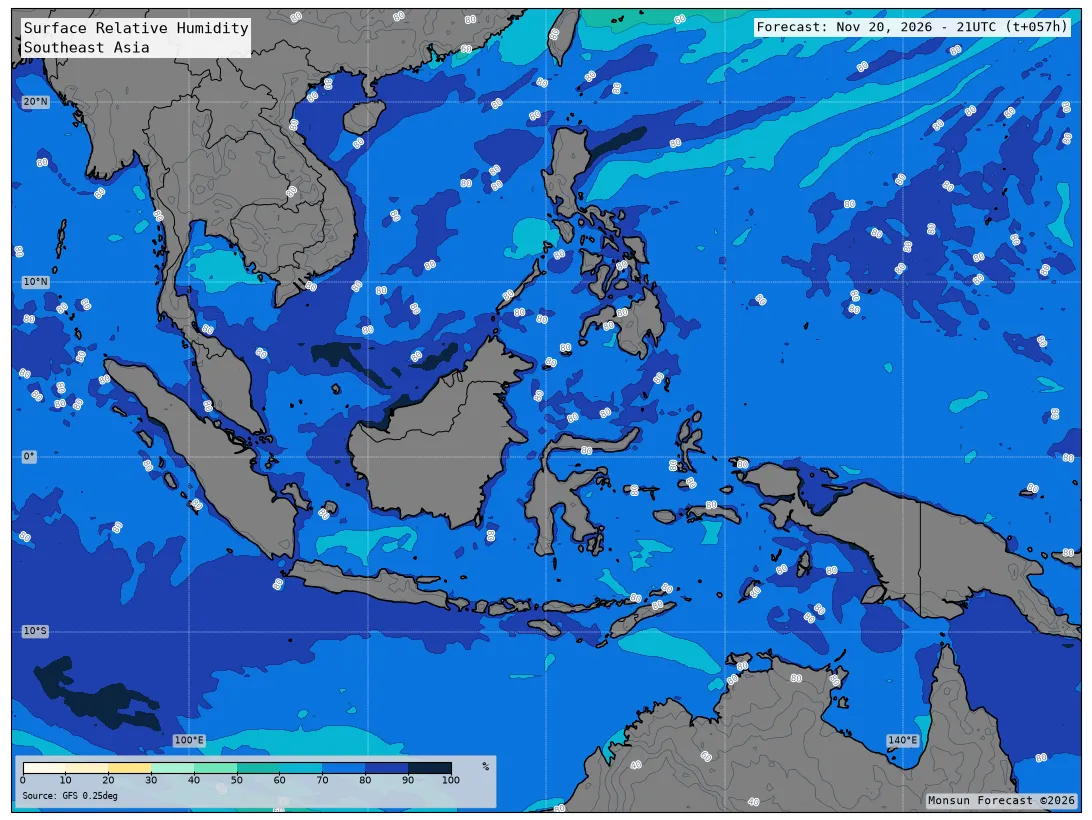 Surface Relative Humidity
Southeast Asia
Forecast: Nov 20, 2026 - 21UTC (t+057h)
20°N
10°N
0°
10°S
100°E
140°E
0 10 20 30 40 50 60 70 80 90 100 %
Source: GFS 0.25deg
Monsun Forecast ©2026